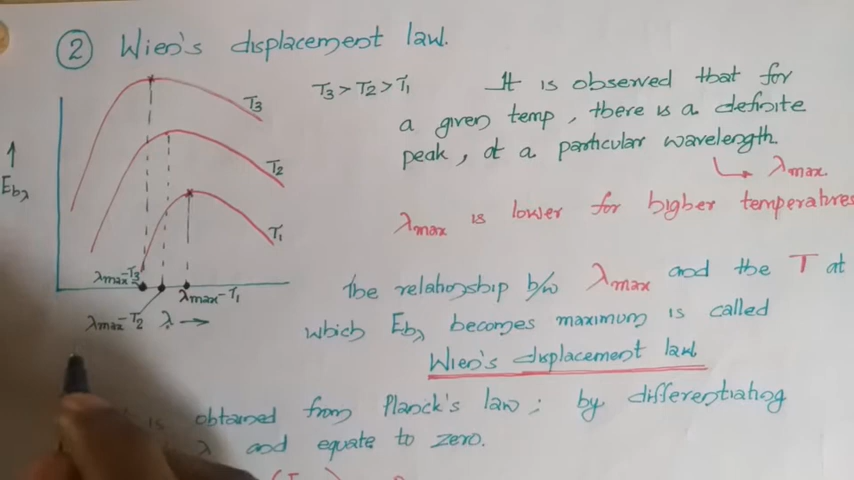 2 Wien's displacement law.
T3 > T2 > T1 It is observed that for
a given temp, there is a definite
peak, at a particular wavelength
λmax.
λmax is lower for higher temperatures
The relationship b/w λmax and the T at
which Ebλ becomes maximum is called
Wien's displacement law.
is obtained from Planck's law; by differentiating
λ and equate to zero.
T3
T2
T1
Ebλ
λmax-T3
λmax-T1
λmax-T2 λ